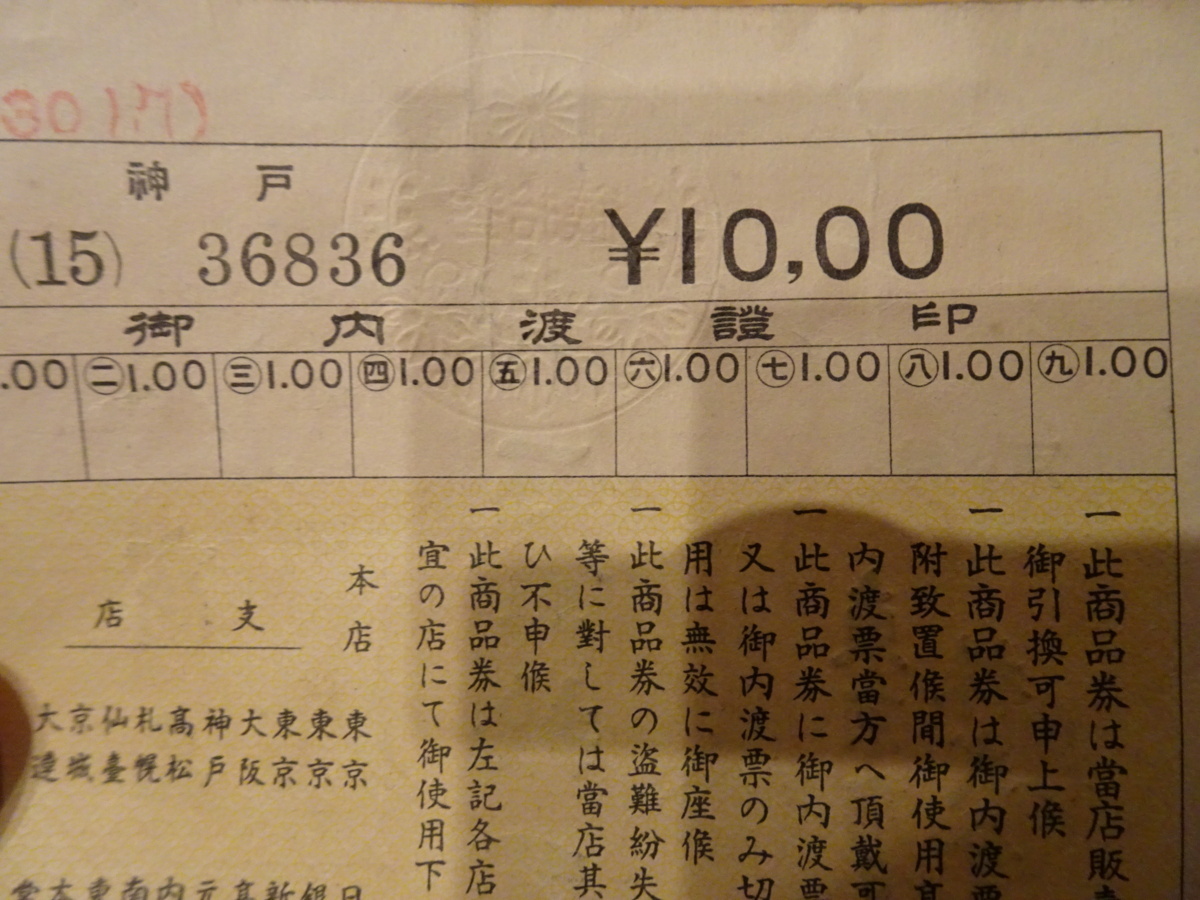 神戸
(15) 36836 ¥10,00
御内渡證印
.00 ㊁1.00 ㊂1.00 ㊃1.00 ㊄1.00 ㊅1.00 ㊆1.00 ㊇1.00 ㊈1.00
一此商品券は當店販
御引換可申上候
一此商品券は御内渡票
附致置候間御使用
内渡票當方へ頂戴可
一此商品券に御内渡票
又は御内渡票のみ切
用は無効に御座候
一此商品券の盗難紛失
等に對しては當店其
ひ不申候
一此商品券は左記各店
宜の店にて御使用下
本店 東京
支店 東京
東京
大阪
神戸
高松
札幌
仙臺
京城
大連